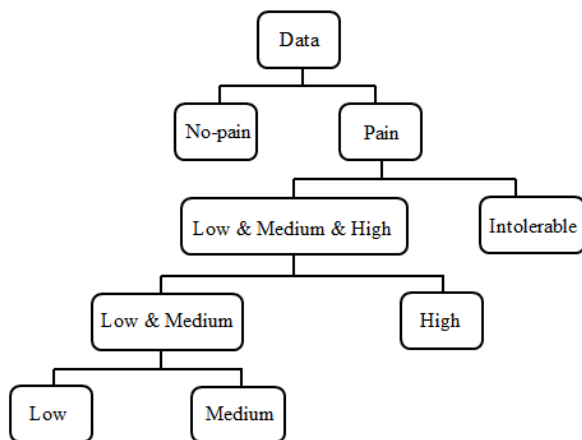 Data
No-pain
Pain
Low & Medium & High
Intolerable
Low & Medium
High
Low
Medium